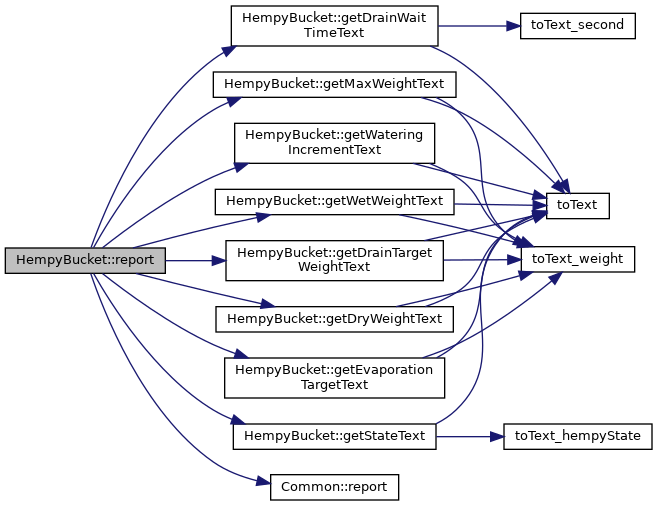 HempyBucket::report
HempyBucket::getDrainWait
TimeText
HempyBucket::getMaxWeightText
HempyBucket::getWatering
IncrementText
HempyBucket::getWetWeightText
HempyBucket::getDrainTarget
WeightText
HempyBucket::getDryWeightText
HempyBucket::getEvaporation
TargetText
HempyBucket::getStateText
Common::report
toText_second
toText
toText_weight
toText_hempyState